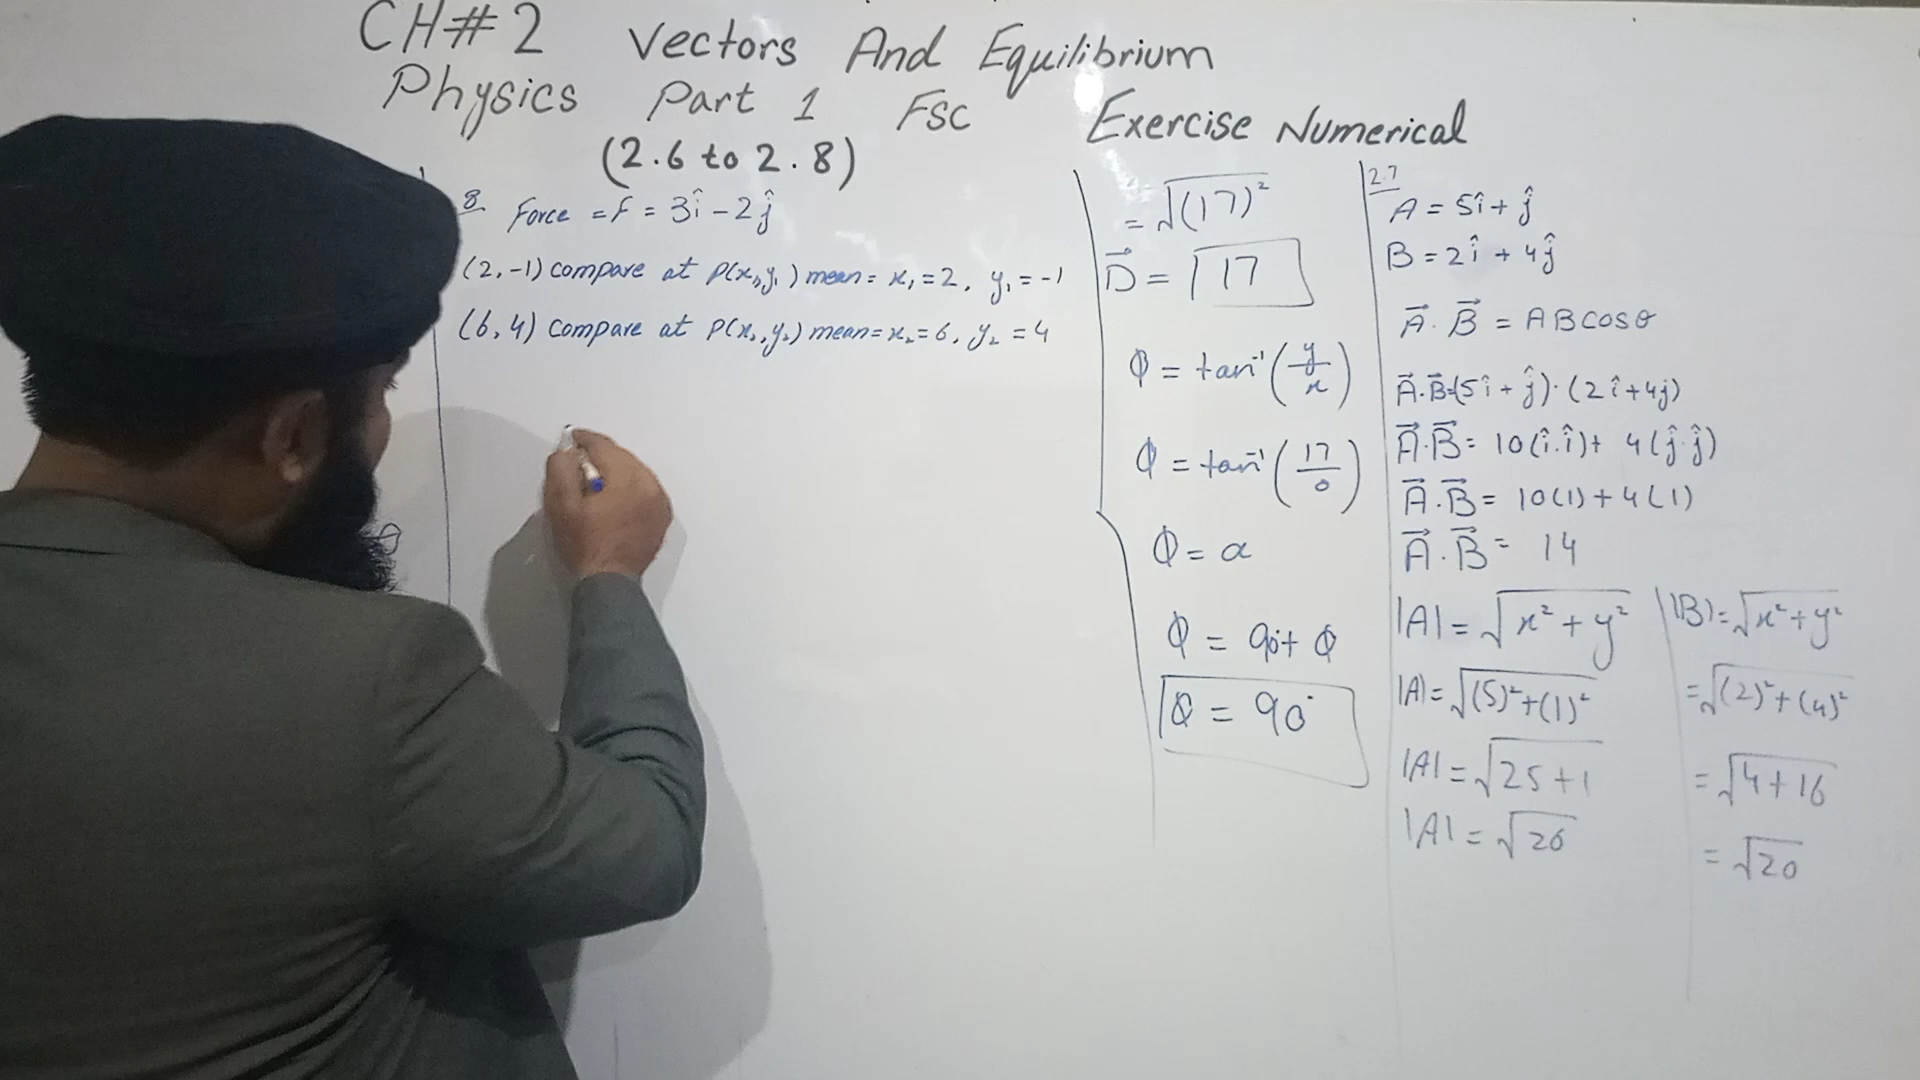 CH# 2 Vectors And Equilibrium
Physics Part 1 FSC Exercise Numerical
(2.6 to 2.8)
8. Force = F = 3î - 2ĵ
(2, -1) compare at P(x₁, y₁) mean = x₁ = 2, y₁ = -1
(6, 4) compare at P(x₂, y₂) mean = x₂ = 6, y₂ = 4
= √(17)²
D⃗ = 17
Φ = tan⁻¹(y/x)
Φ = tan⁻¹(17/0)
Φ = α
Φ = 90° + Φ
Φ = 90°
2.7
A = 5î + ĵ
B = 2î + 4ĵ
A⃗ . B⃗ = A B cos θ
A⃗.B⃗ = (5î + ĵ) . (2î + 4j)
A⃗.B⃗ = 10(î.î) + 4(ĵ.ĵ)
A⃗.B⃗ = 10(1) + 4(1)
A⃗.B⃗ = 14
|A| = √x² + y²
|A| = √(5)² + (1)²
|A| = √25 + 1
|A| = √26
|B| = √x² + y²
= √(2)² + (4)²
= √4 + 16
= √20